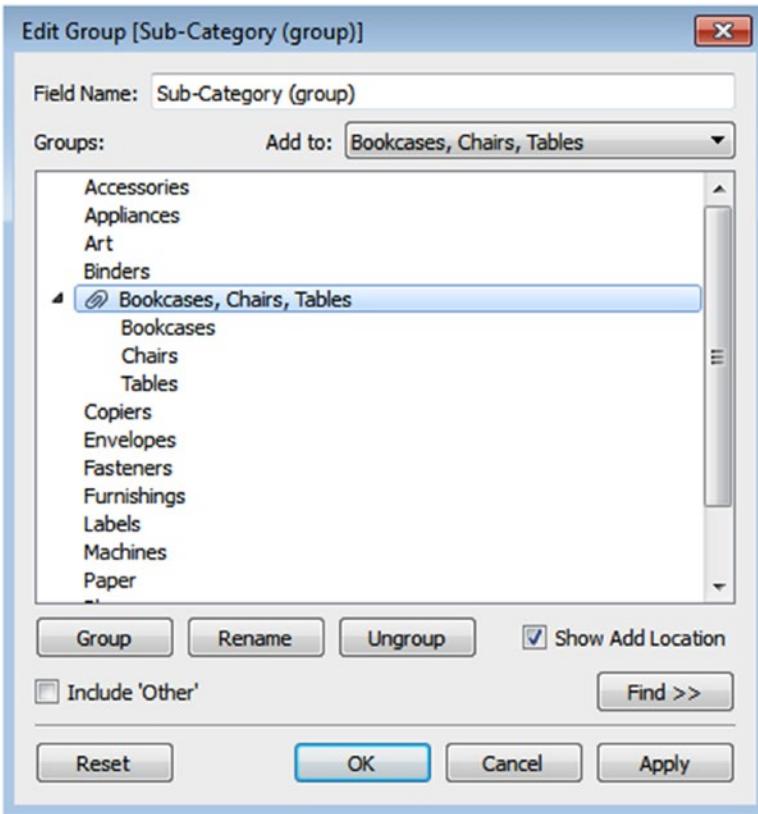 Edit Group [Sub-Category (group)]
Field Name: Sub-Category (group)
Groups: Add to: Bookcases, Chairs, Tables
Accessories
Appliances
Art
Binders
Bookcases, Chairs, Tables
Bookcases
Chairs
Tables
Copiers
Envelopes
Fasteners
Furnishings
Labels
Machines
Paper
Group Rename Ungroup Show Add Location
Include 'Other' Find >>
Reset OK Cancel Apply